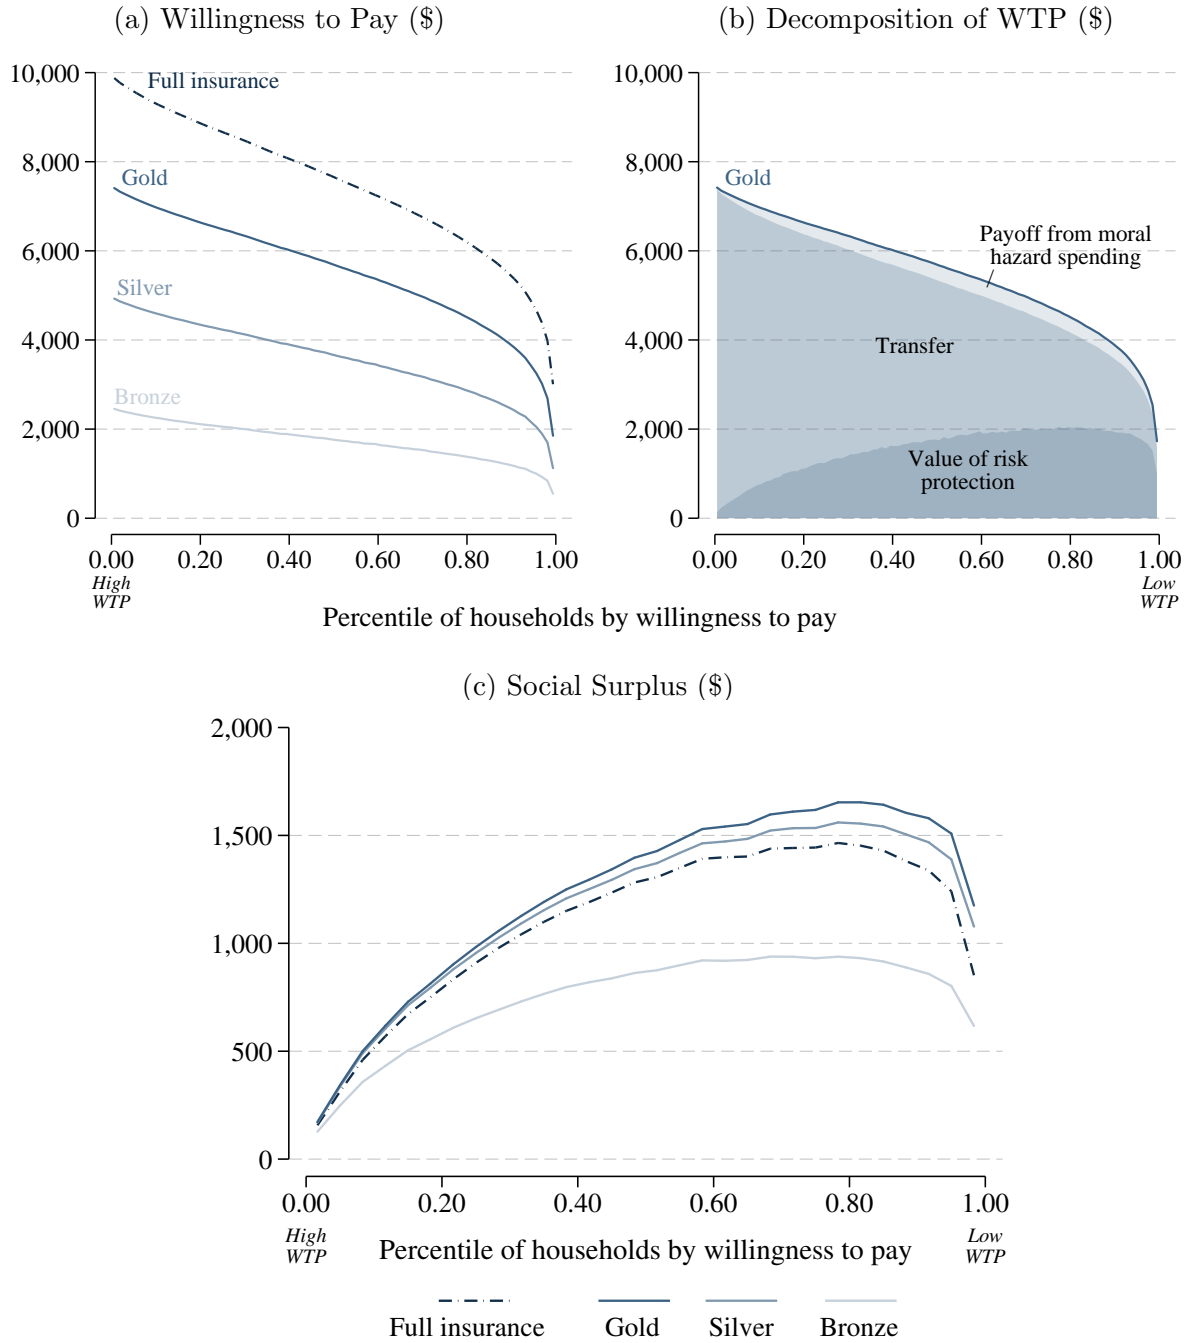 (a) Willingness to Pay ($)
(b) Decomposition of WTP ($)
10,000
8,000
6,000
4,000
2,000
0
Full insurance
Gold
Silver
Bronze
0.00 0.20 0.40 0.60 0.80 1.00
High
WTP
10,000
8,000
6,000
4,000
2,000
0
Gold
Payoff from moral
hazard spending
Transfer
Value of risk
protection
0.00 0.20 0.40 0.60 0.80 1.00
Low
WTP
Percentile of households by willingness to pay
(c) Social Surplus ($)
2,000
1,500
1,000
500
0
0.00 0.20 0.40 0.60 0.80 1.00
High
WTP
Low
WTP
Percentile of households by willingness to pay
Full insurance Gold Silver Bronze